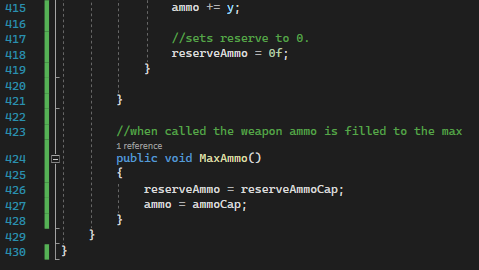 415 ammo += y;
416
417 //sets reserve to 0.
418 reserveAmmo = 0f;
419 }
420
421 }
422
423 //when called the weapon ammo is filled to the max
1 reference
424 public void MaxAmmo()
425 {
426 reserveAmmo = reserveAmmoCap;
427 ammo = ammoCap;
428 }
429 }
430 }